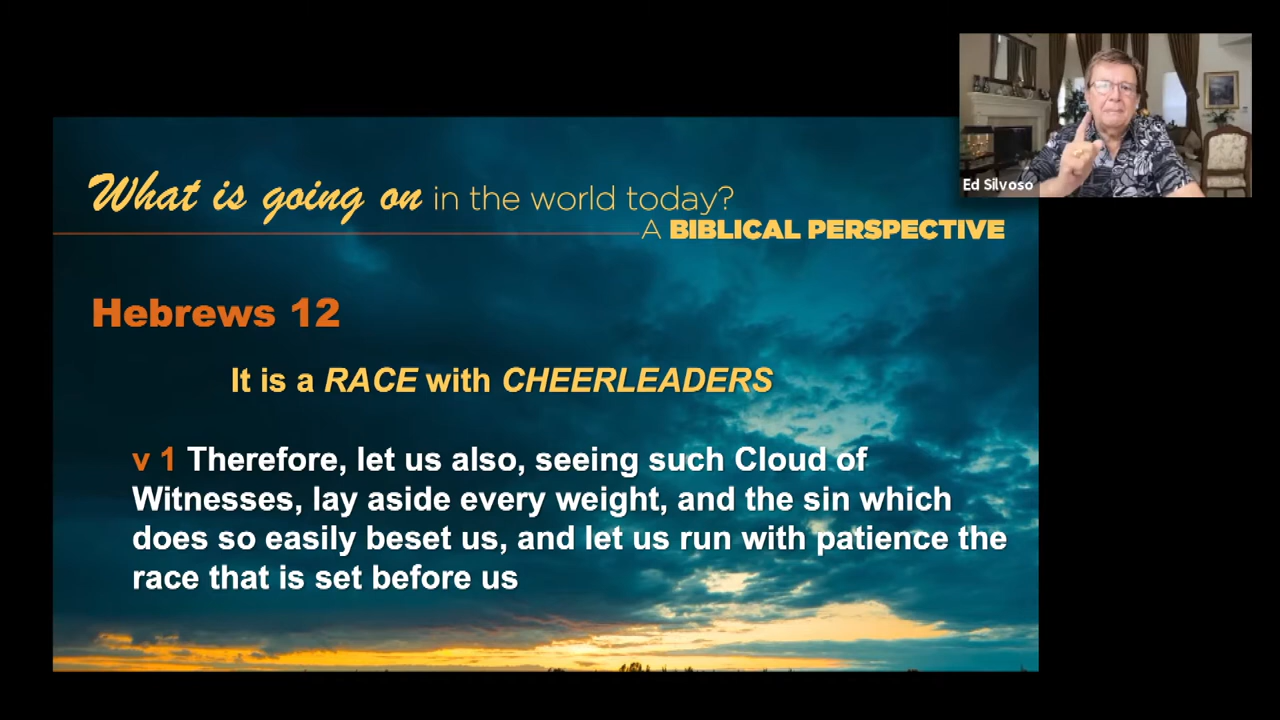 What is going on in the world today?
A BIBLICAL PERSPECTIVE
Ed Silvoso
Hebrews 12
It is a RACE with CHEERLEADERS
v 1 Therefore, let us also, seeing such Cloud of
Witnesses, lay aside every weight, and the sin which
does so easily beset us, and let us run with patience the
race that is set before us